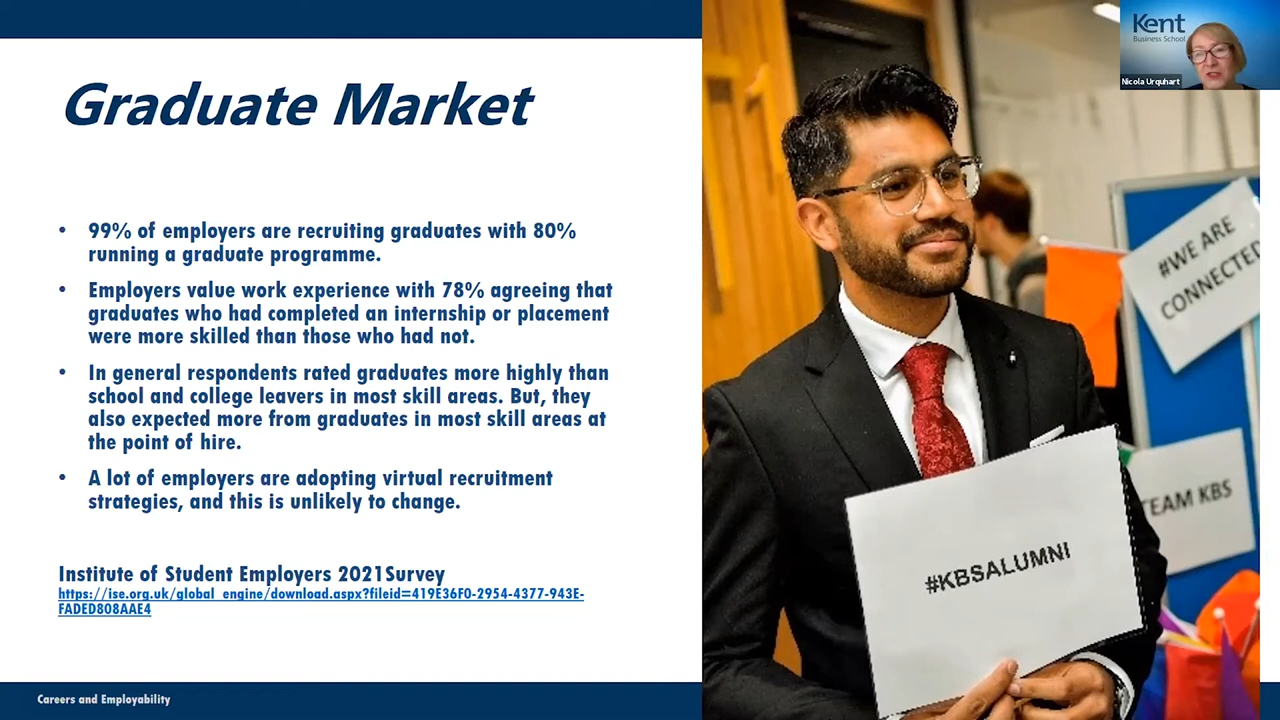 Graduate Market
• 99% of employers are recruiting graduates with 80%
running a graduate programme.
• Employers value work experience with 78% agreeing that
graduates who had completed an internship or placement
were more skilled than those who had not.
• In general respondents rated graduates more highly than
school and college leavers in most skill areas. But, they
also expected more from graduates in most skill areas at
the point of hire.
• A lot of employers are adopting virtual recruitment
strategies, and this is unlikely to change.
Institute of Student Employers 2021Survey
https://ise.org.uk/global_engine/download.aspx?fileid=419E36F0-2954-4377-943E-
FADED808AAE4
Careers and Employability
Kent
Business School
Nicola Urquhart
#WE ARE
CONNECTED
TEAM KBS
#KBSALUMNI